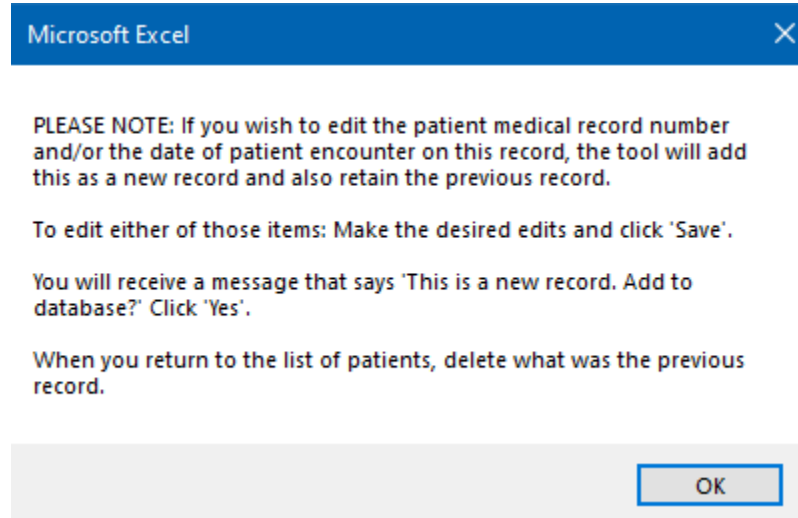 Microsoft Excel
PLEASE NOTE: If you wish to edit the patient medical record number
and/or the date of patient encounter on this record, the tool will add
this as a new record and also retain the previous record.
To edit either of those items: Make the desired edits and click 'Save'.
You will receive a message that says 'This is a new record. Add to
database?' Click 'Yes'.
When you return to the list of patients, delete what was the previous
record.
OK